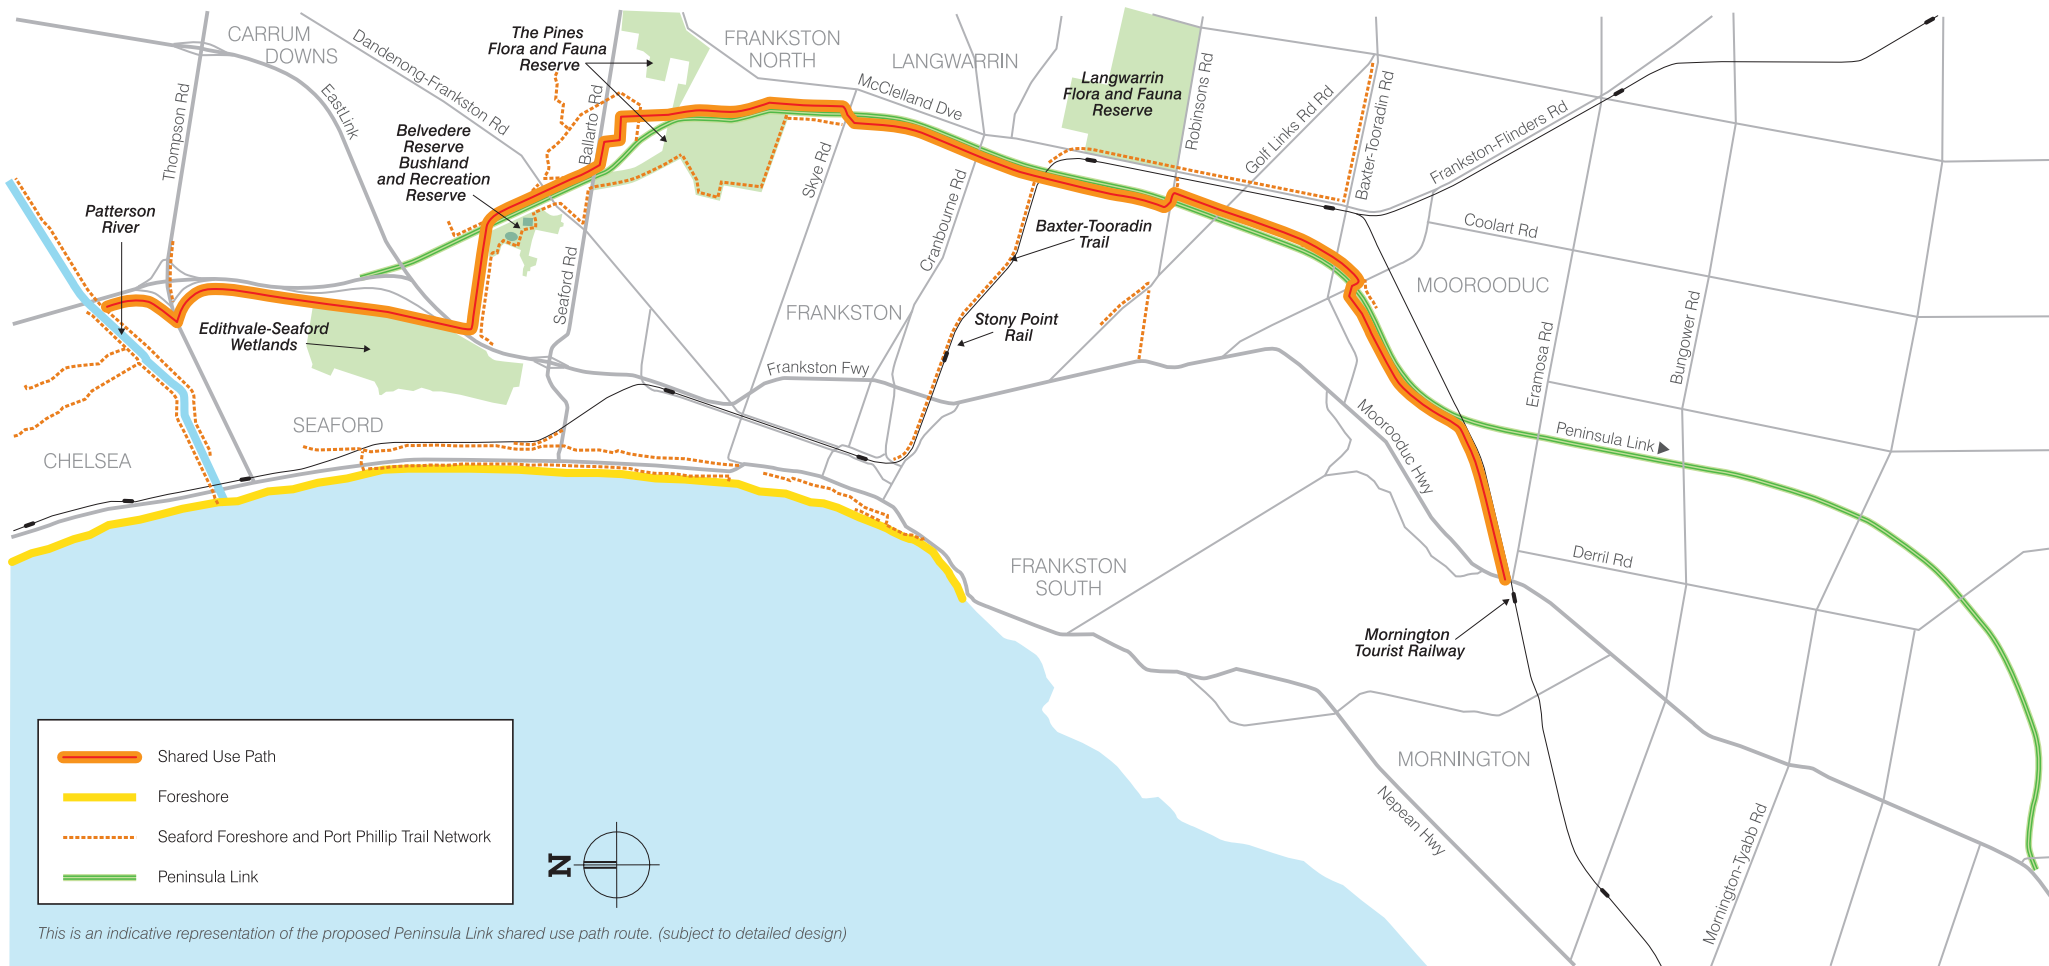 CARRUM
DOWNS
Dandenong-Frankston Rd
The Pines
Flora and Fauna
Reserve
FRANKSTON
NORTH
LANGWARRIN
McClelland Dve
Langwarrin
Flora and Fauna
Reserve
Robinsons Rd
Golf Links Rd Rd
Baxter-Tooradin Rd
Frankston-Flinders Rd
Thompson Rd
EastLink
Ballarto Rd
Belvedere
Reserve
Bushland
and Recreation
Reserve
Skye Rd
Cranbourne Rd
Patterson
River
Baxter-Tooradin
Trail
Coolart Rd
MOOROODUC
Seaford Rd
Edithvale-Seaford
Wetlands
FRANKSTON
Stony Point
Rail
Frankston Fwy
Eramosa Rd
Bungower Rd
SEAFORD
CHELSEA
Moorooduc Hwy
Peninsula Link
FRANKSTON
SOUTH
Derril Rd
Mornington
Tourist Railway
MORNINGTON
Nepean Hwy
Mornington-Tyabb Rd
Shared Use Path
Foreshore
Seaford Foreshore and Port Phillip Trail Network
Peninsula Link
N
This is an indicative representation of the proposed Peninsula Link shared use path route. (subject to detailed design)